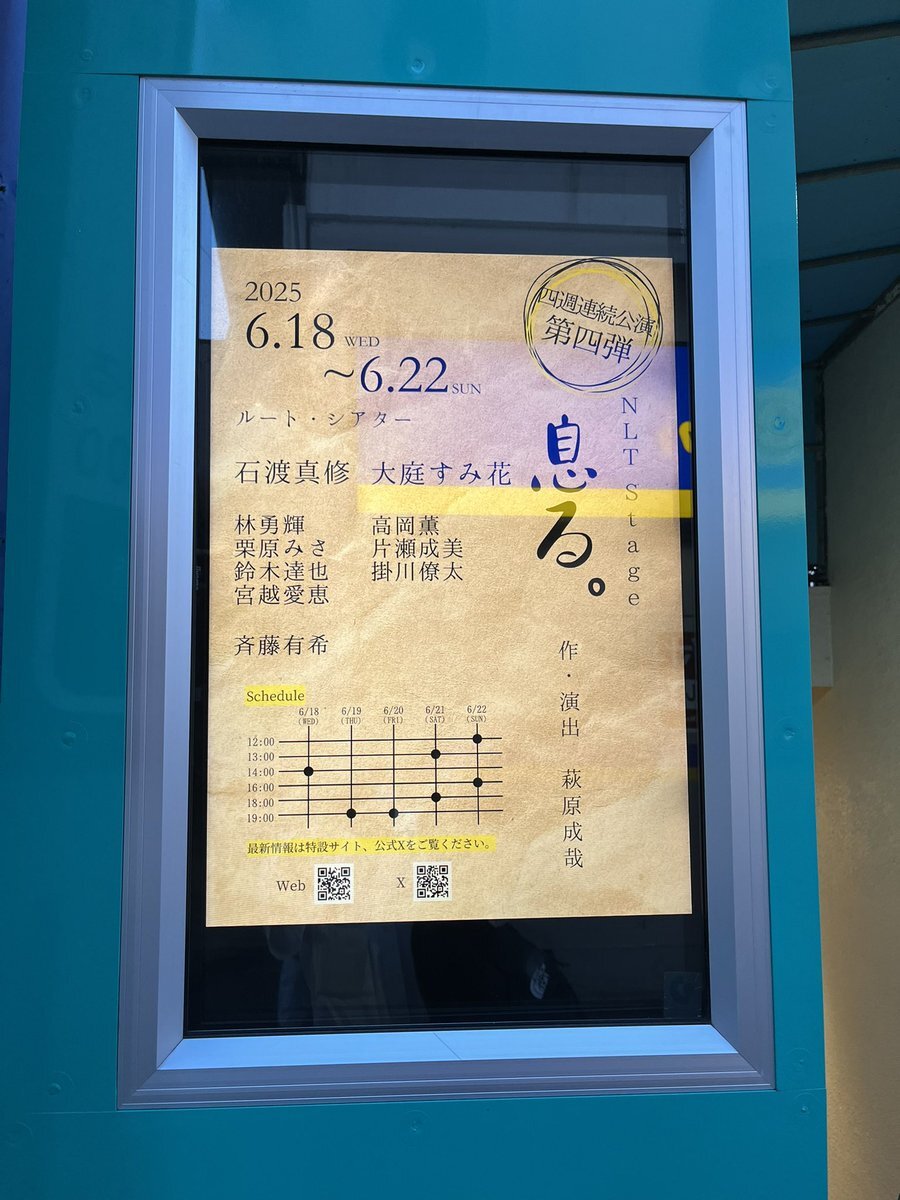 2025
6.18 WED
~6.22 SUN
ルート・シアター
四週連続公演
第四弾
NLT Stage
息る。
作・演出 萩原成哉
石渡真修 大庭すみ花
林勇輝 高岡薫
栗原みさ 片瀬成美
鈴木達也 掛川僚太
宮越愛恵
斉藤有希
Schedule
6/18 6/19 6/20 6/21 6/22
(WED) (THU) (FRI) (SAT) (SUN)
12:00
13:00
14:00
16:00
18:00
19:00
最新情報は特設サイト、公式Xをご覧ください。
Web X